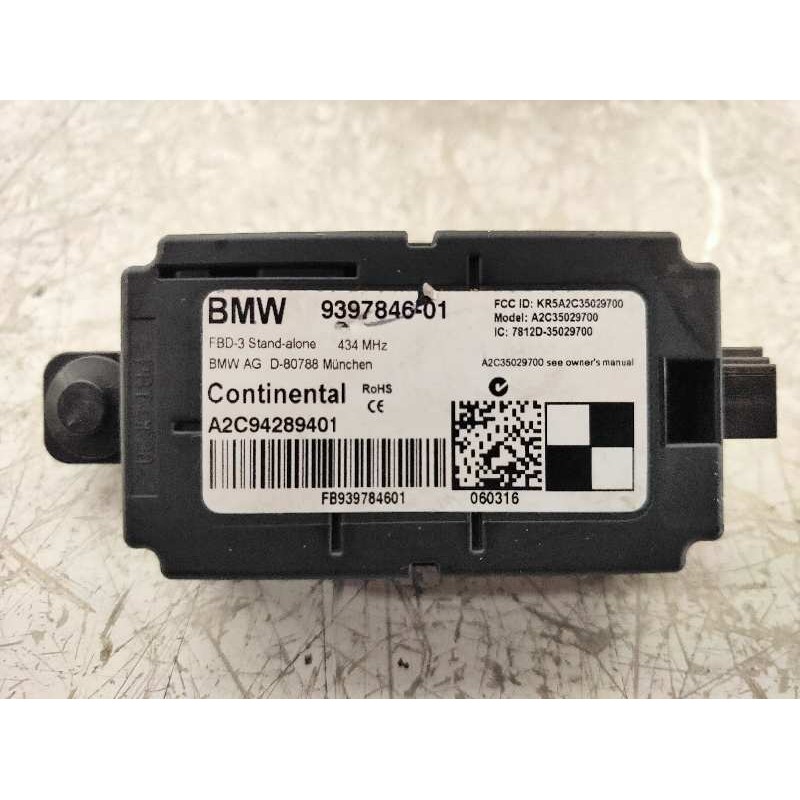 BMW 9397846-01
FBD-3 Stand-alone 434 MHz
BMW AG D-80788 München
Continental RoHS
CE
A2C94289401
FB939784601
FCC ID: KR5A2C35029700
Model: A2C35029700
IC: 7812D-35029700
A2C35029700 see owner's manual
060316